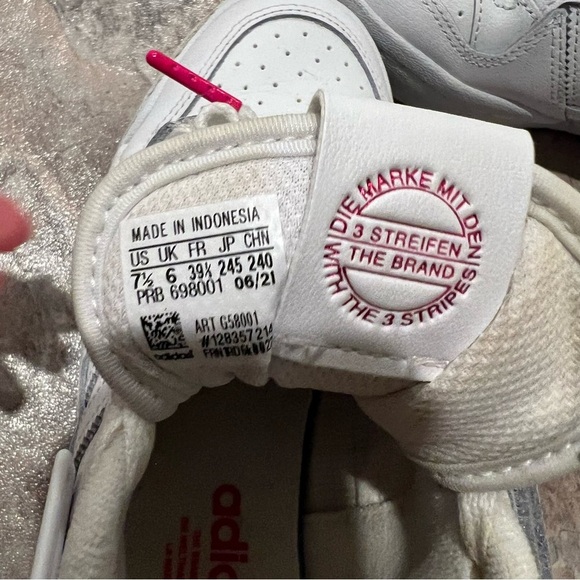 MADE IN INDONESIA
US UK FR JP CHN
7½ 6 39⅓ 245 240
PRB 698001 06/21
ART G58001
adidas
DIE MARKE MIT DEN
3 STREIFEN
THE BRAND
WITH THE 3 STRIPES
adidas